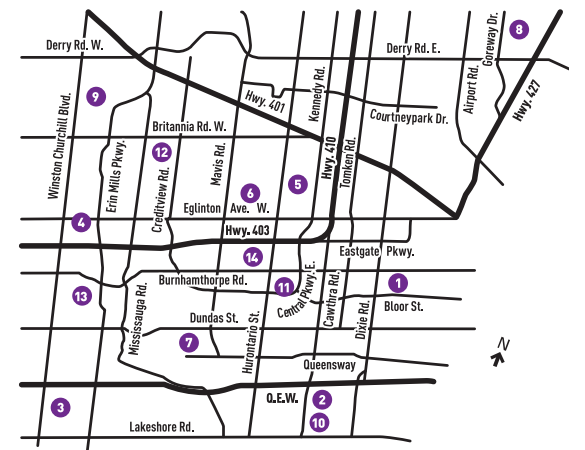 Derry Rd. W.
Derry Rd. E.
Goreway Dr.
8
Airport Rd.
Hwy. 427
Kennedy Rd.
Hwy. 401
Courtneypark Dr.
9
Winston Churchill Blvd.
Erin Mills Pkwy.
Britannia Rd. W.
12
Creditview Rd.
Mavis Rd.
Hwy. 410
Tomken Rd.
6
5
Eglinton Ave. W.
4
Hwy. 403
14
Eastgate Pkwy.
Burnhamthorpe Rd.
11
Central Pkwy. E.
Cawthra Rd.
1
Bloor St.
13
Mississauga Rd.
Dundas St.
Hurontario St.
Dixie Rd.
7
Queensway
N
3
Q.E.W.
2
10
Lakeshore Rd.